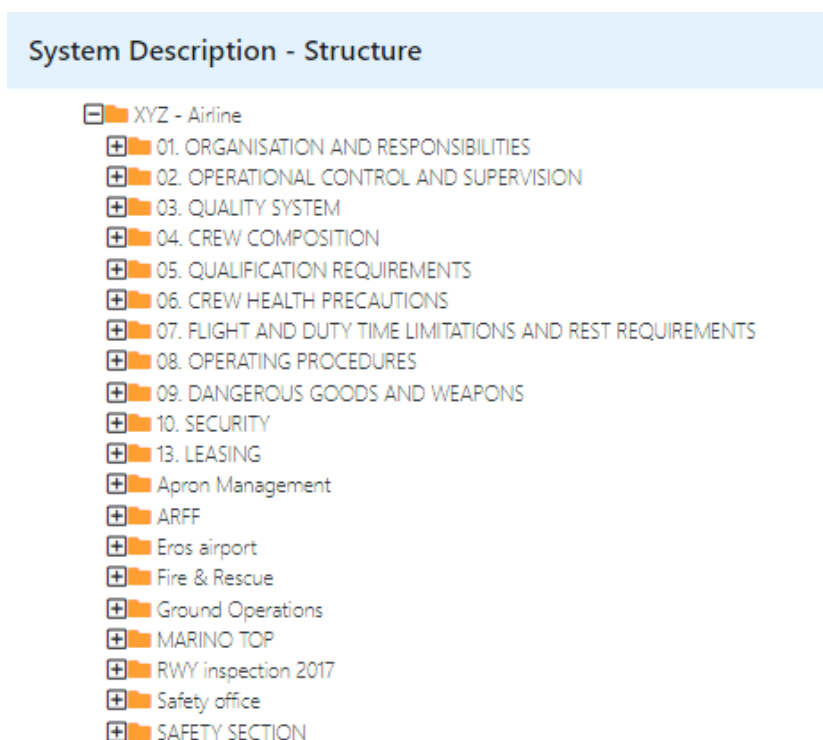 System Description - Structure
XYZ - Airline
01. ORGANISATION AND RESPONSIBILITIES
02. OPERATIONAL CONTROL AND SUPERVISION
03. QUALITY SYSTEM
04. CREW COMPOSITION
05. QUALIFICATION REQUIREMENTS
06. CREW HEALTH PRECAUTIONS
07. FLIGHT AND DUTY TIME LIMITATIONS AND REST REQUIREMENTS
08. OPERATING PROCEDURES
09. DANGEROUS GOODS AND WEAPONS
10. SECURITY
13. LEASING
Apron Management
ARFF
Eros airport
Fire & Rescue
Ground Operations
MARINO TOP
RWY inspection 2017
Safety office
SAFETY SECTION